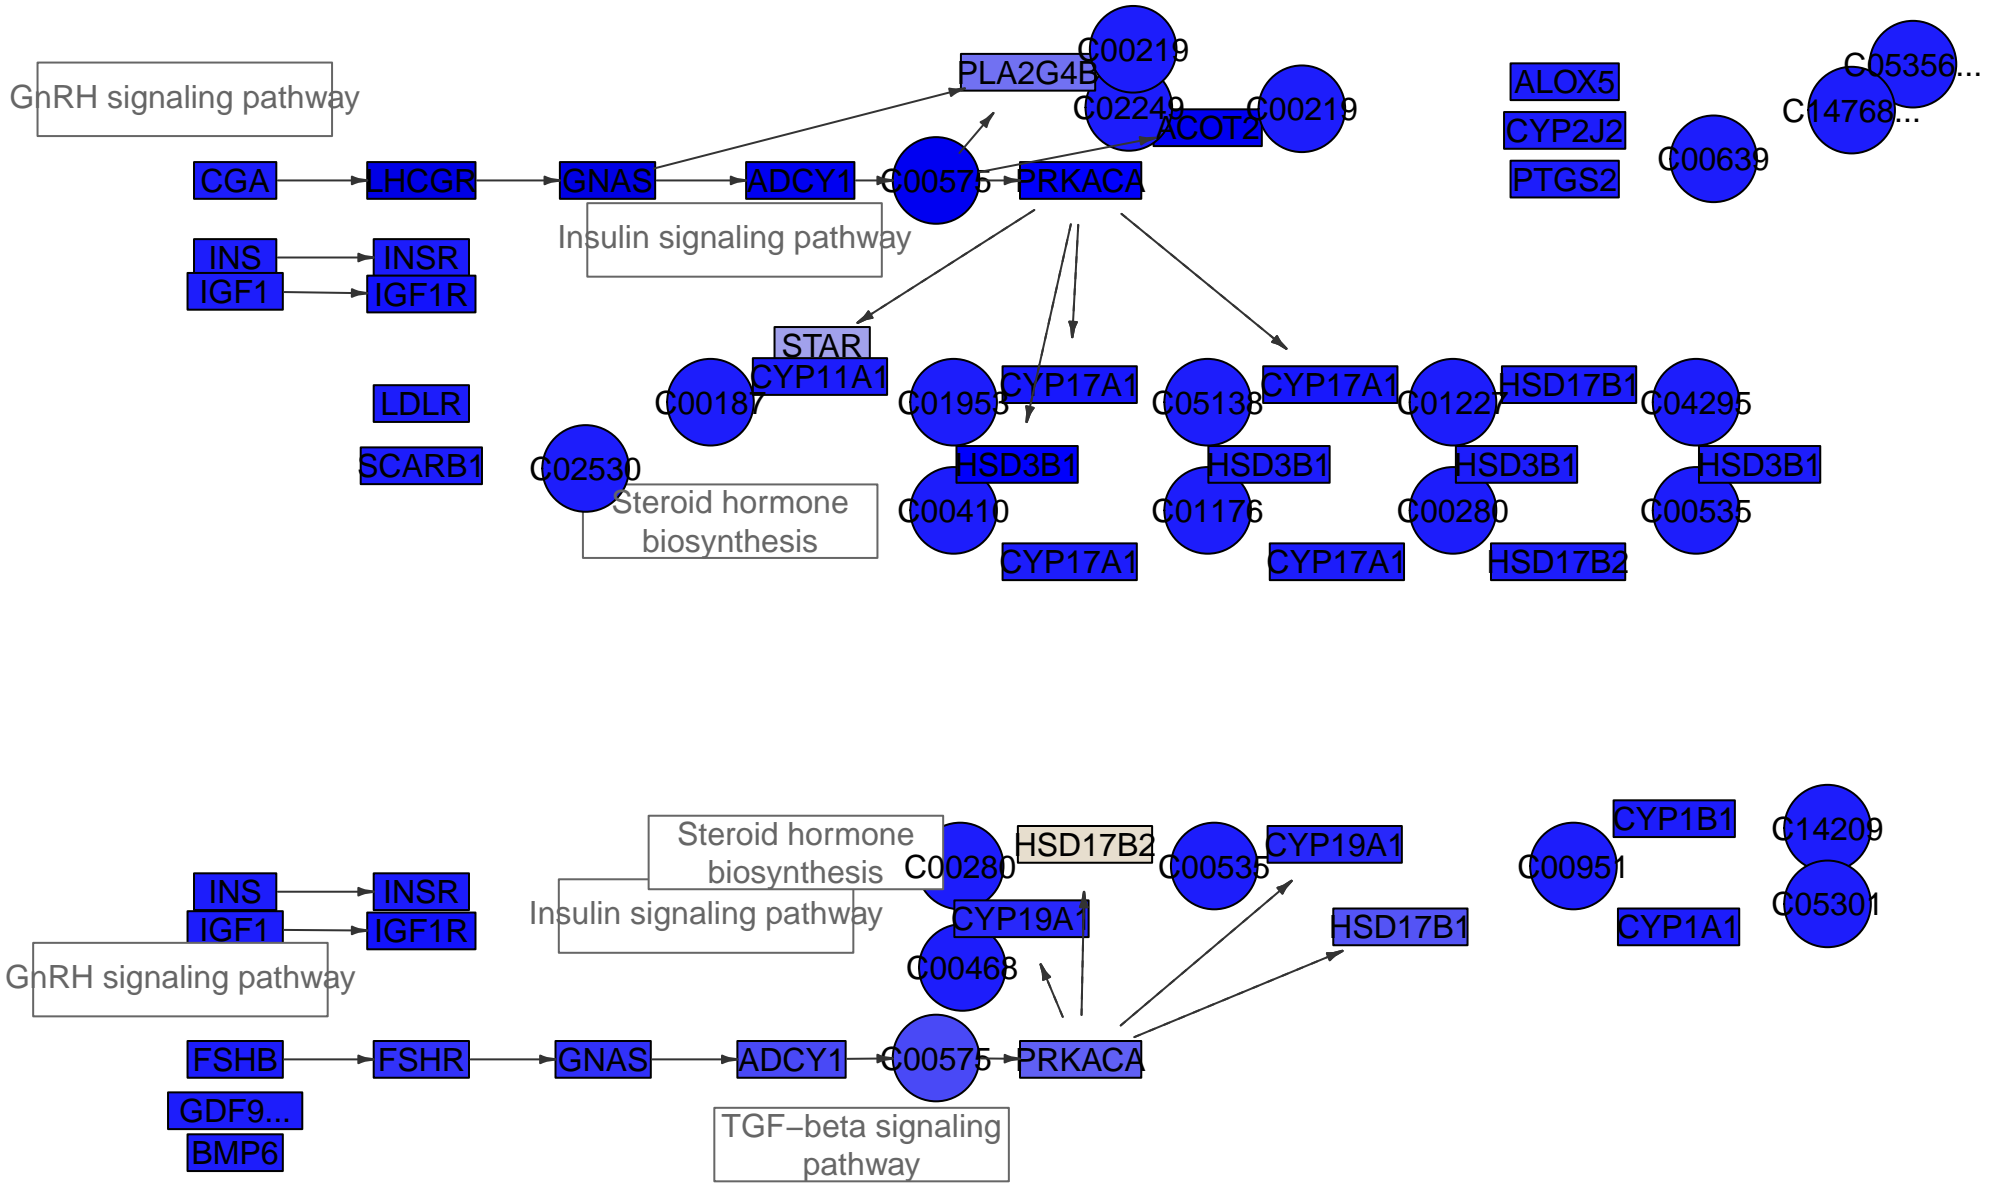 C00219
PLA2G4B
C05356...
GnRH signaling pathway
ALOX5
C02249
C00219
C14768...
ACOT2
CYP2J2
C00639
CGA
LHCGR
GNAS
ADCY1
C00575
PRKACA
PTGS2
Insulin signaling pathway
INS
INSR
IGF1
IGF1R
STAR
CYP11A1
C00187
C01953
CYP17A1
C05138
CYP17A1
C01227
HSD17B1
C04295
LDLR
SCARB1
C02530
HSD3B1
HSD3B1
HSD3B1
HSD3B1
Steroid hormone
biosynthesis
C00410
C01176
C00280
C00535
CYP17A1
CYP17A1
HSD17B2
Steroid hormone
biosynthesis
C00280
HSD17B2
C00535
CYP19A1
C00951
CYP1B1
C14209
INS
INSR
Insulin signaling pathway
CYP19A1
HSD17B1
CYP1A1
C05301
IGF1
IGF1R
GnRH signaling pathway
C00468
FSHB
FSHR
GNAS
ADCY1
C00575
PRKACA
GDF9...
BMP6
TGF−beta signaling
pathway